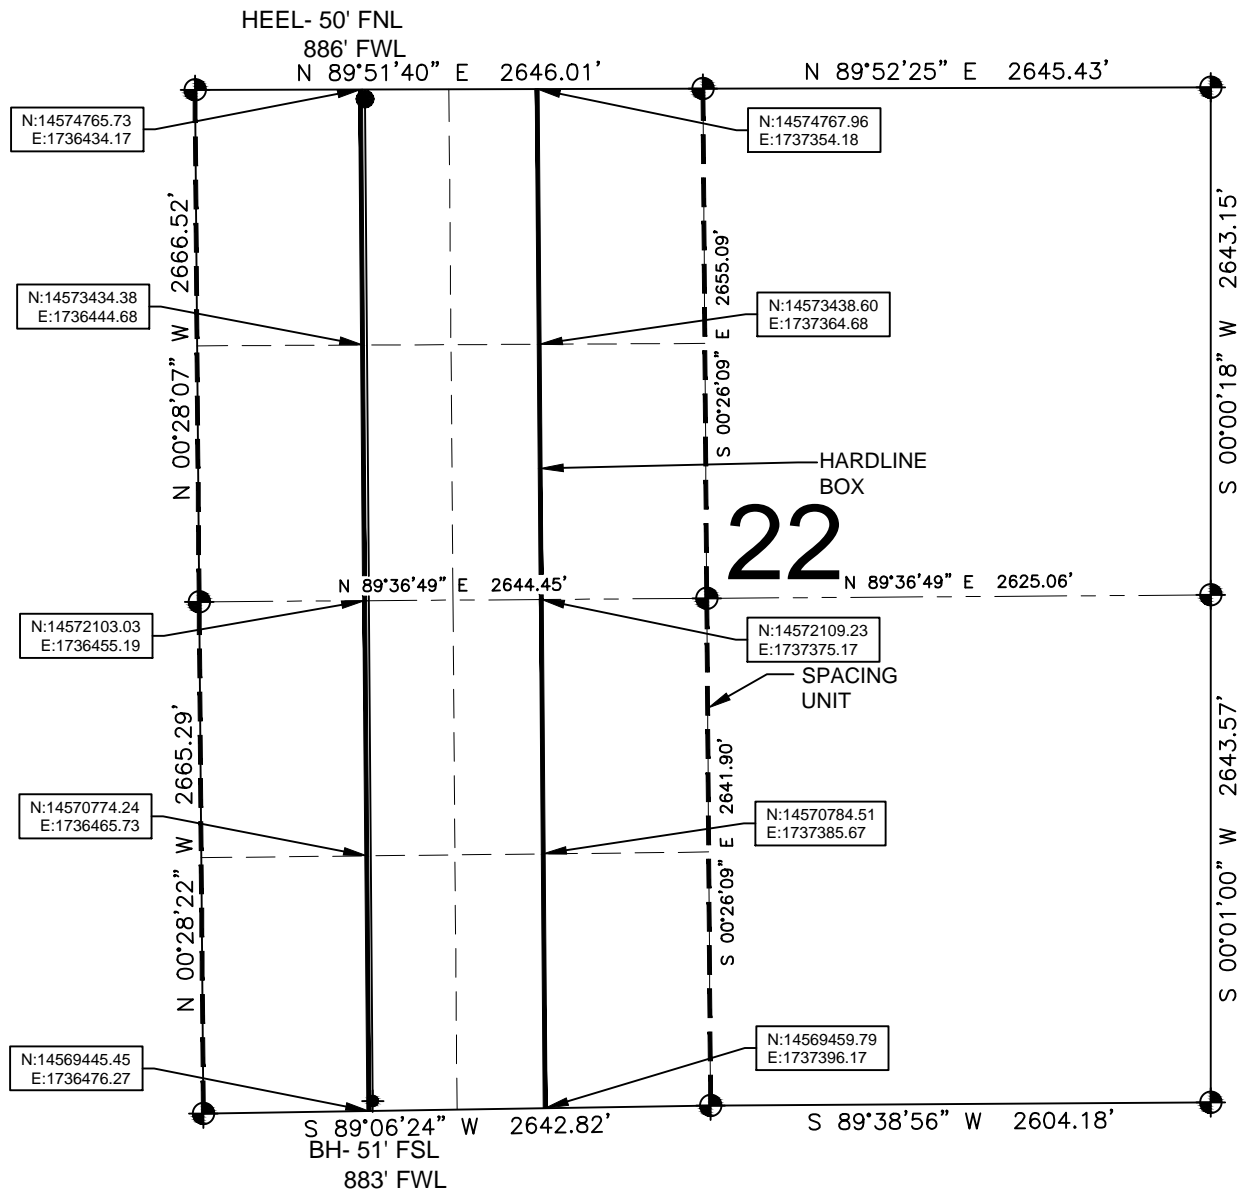 HEEL- 50' FNL
886' FWL
N 89°51'40" E 2646.01'
N 89°52'25" E 2645.43'
N:14574765.73
E:1736434.17
N:14574767.96
E:1737354.18
N 00°28'07" W 2666.52'
S 00°26'09" E 2655.09'
S 00°00'18" W 2643.15'
N:14573434.38
E:1736444.68
N:14573438.60
E:1737364.68
HARDLINE
BOX
22
N 89°36'49" E 2644.45'
N 89°36'49" E 2625.06'
N:14572103.03
E:1736455.19
N:14572109.23
E:1737375.17
SPACING
UNIT
N 00°28'22" W 2665.29'
S 00°26'09" E 2641.90'
S 00°01'00" W 2643.57'
N:14570774.24
E:1736465.73
N:14570784.51
E:1737385.67
N:14569445.45
E:1736476.27
N:14569459.79
E:1737396.17
S 89°06'24" W 2642.82'
S 89°38'56" W 2604.18'
BH- 51' FSL
883' FWL